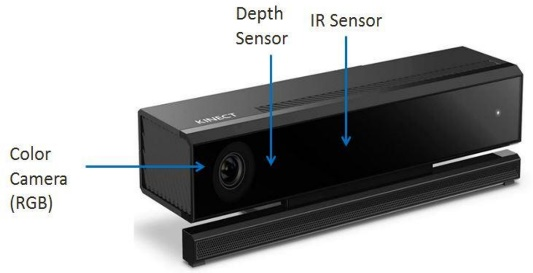 Depth
Sensor
IR Sensor
KINECT
Color
Camera
(RGB)